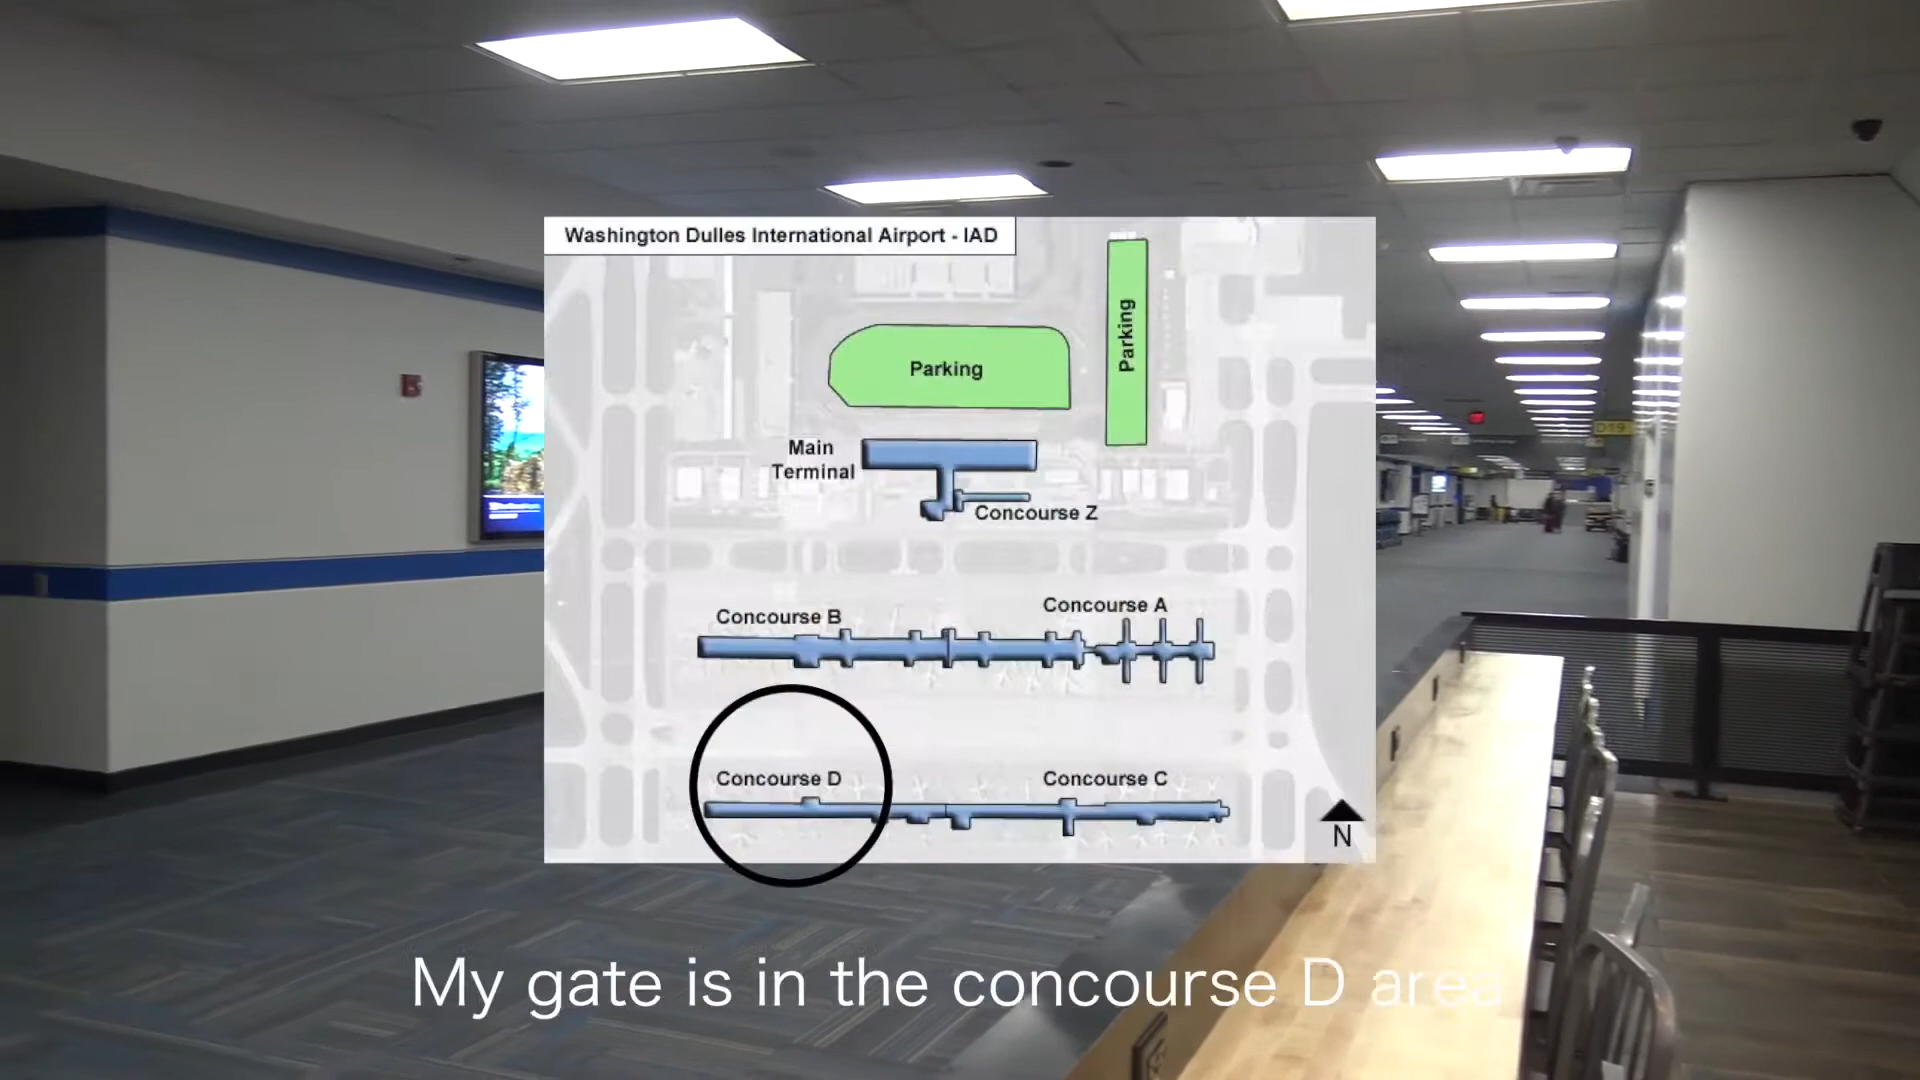 Washington Dulles International Airport - IAD
Parking
Parking
Main
Terminal
Concourse Z
Concourse B
Concourse A
Concourse D
Concourse C
N
D19
My gate is in the concourse D area